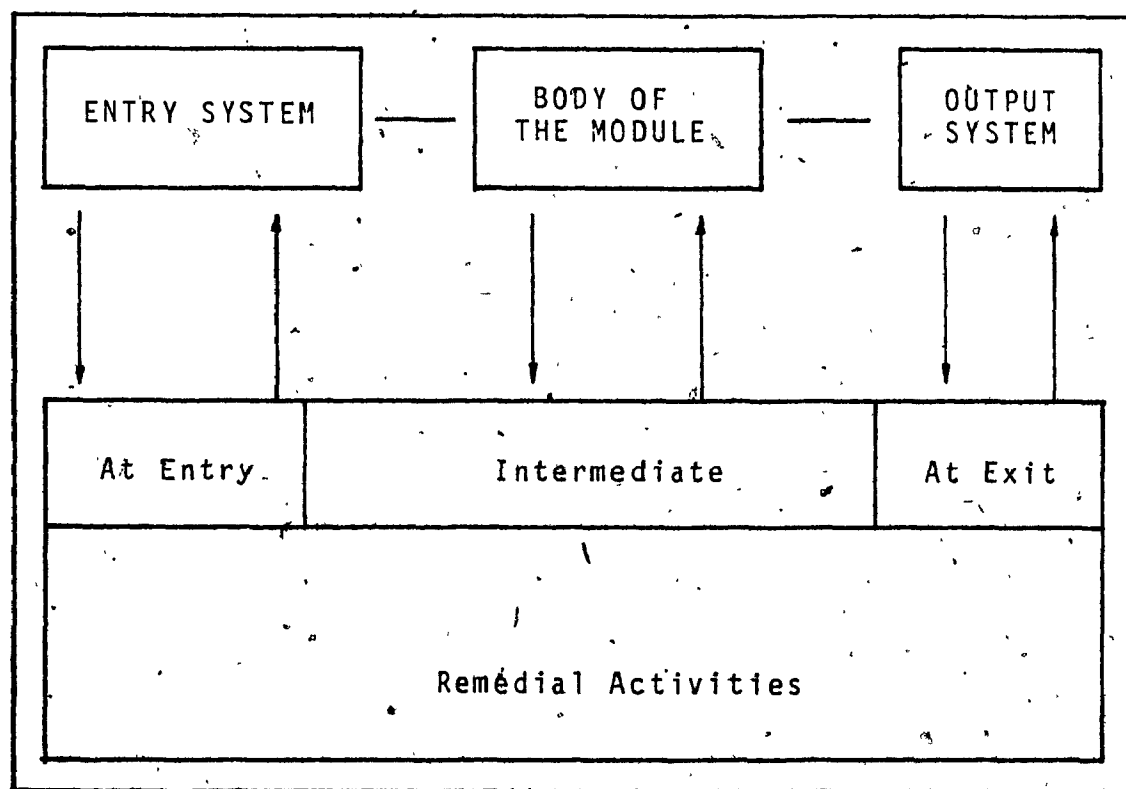 ENTRY SYSTEM
BODY OF
THE MODULE
OUTPUT
SYSTEM
At Entry
Intermediate
At Exit
Remedial Activities